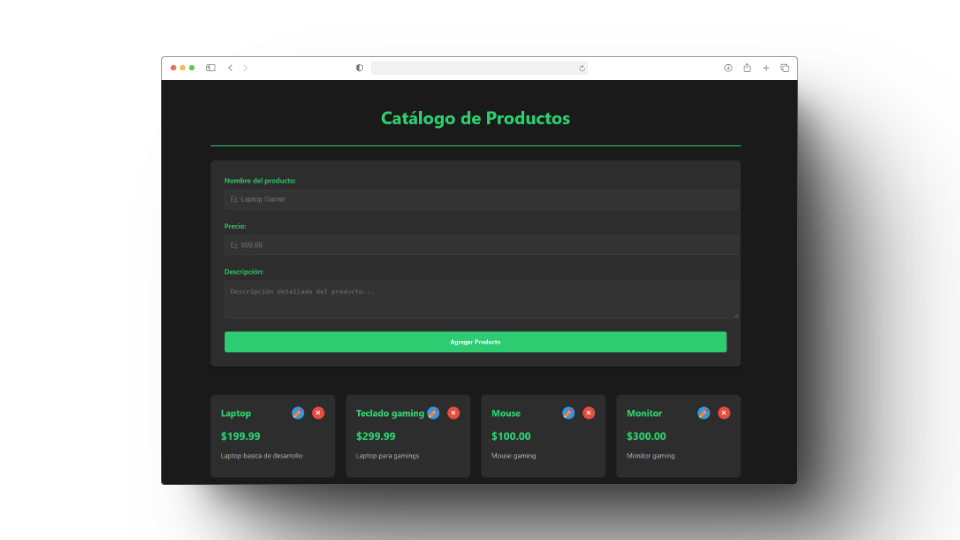 Catálogo de Productos
Nombre del producto:
Ej: Laptop Gamer
Precio:
Ej: 999.99
Descripción:
Descripción detallada del producto...
Agregar Producto
Laptop
$199.99
Laptop basica de desarrollo
Teclado gaming
$299.99
Laptop para gamings
Mouse
$100.00
Mouse gaming
Monitor
$300.00
Monitor gaming